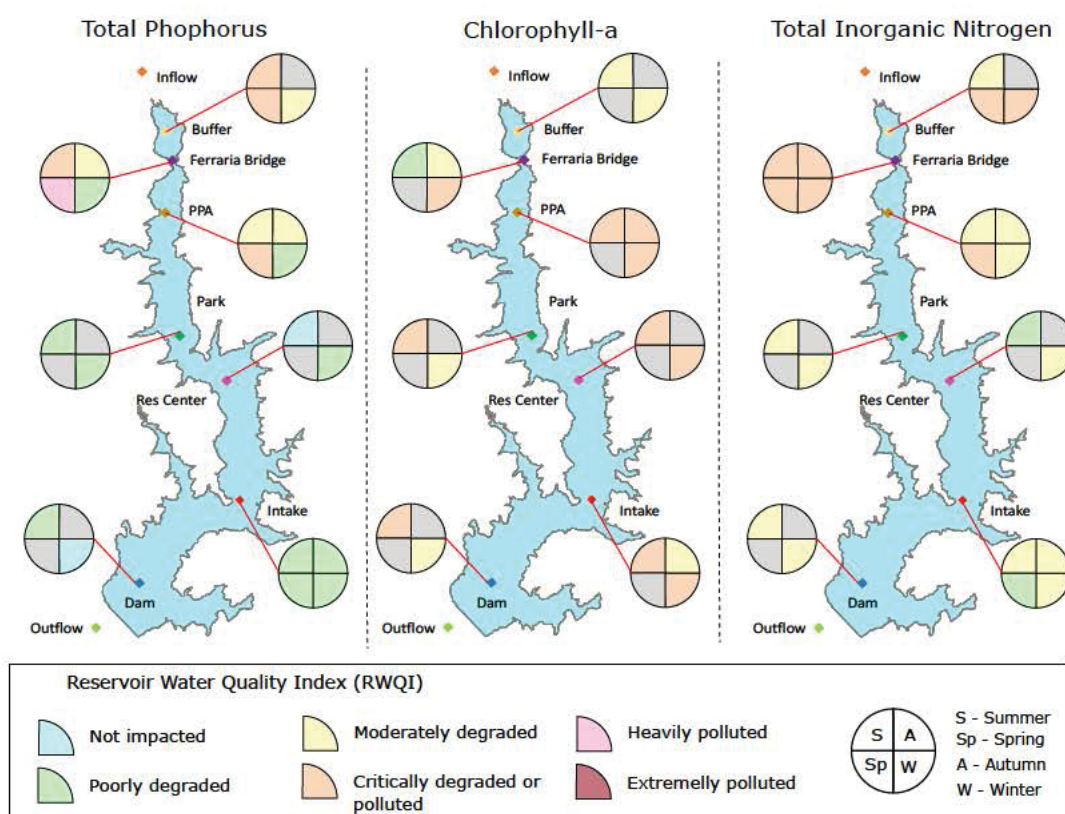 Total Phophorus
Inflow
Buffer
Ferraria Bridge
PPA
Park
Res Center
Intake
Dam
Outflow
Chlorophyll-a
Inflow
Buffer
Ferraria Bridge
PPA
Park
Res Center
Intake
Dam
Outflow
Total Inorganic Nitrogen
Inflow
Buffer
Ferraria Bridge
PPA
Park
Res Center
Intake
Dam
Outflow
Reservoir Water Quality Index (RWQI)
Not impacted
Poorly degraded
Moderately degraded
Critically degraded or
polluted
Heavily polluted
Extremelly polluted
S A
Sp W
S - Summer
Sp - Spring
A - Autumn
W - Winter